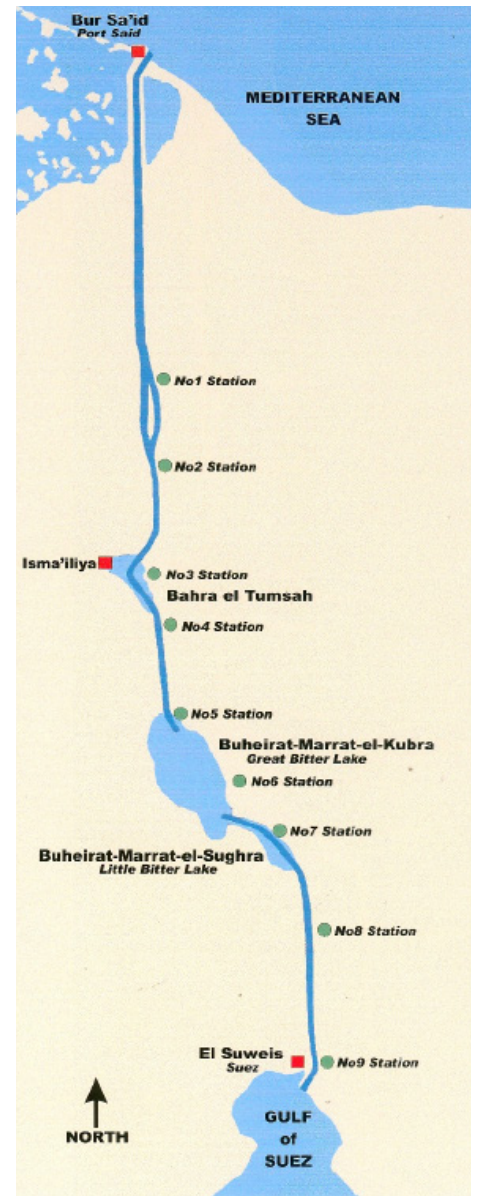 Bur Sa'id
Port Said
MEDITERRANEAN
SEA
No1 Station
No2 Station
Isma'iliya
No3 Station
Bahra el Tumsah
No4 Station
No5 Station
Buheirat-Marrat-el-Kubra
Great Bitter Lake
No6 Station
No7 Station
Buheirat-Marrat-el-Sughra
Little Bitter Lake
No8 Station
El Suweis
Suez
No9 Station
NORTH
GULF
of
SUEZ